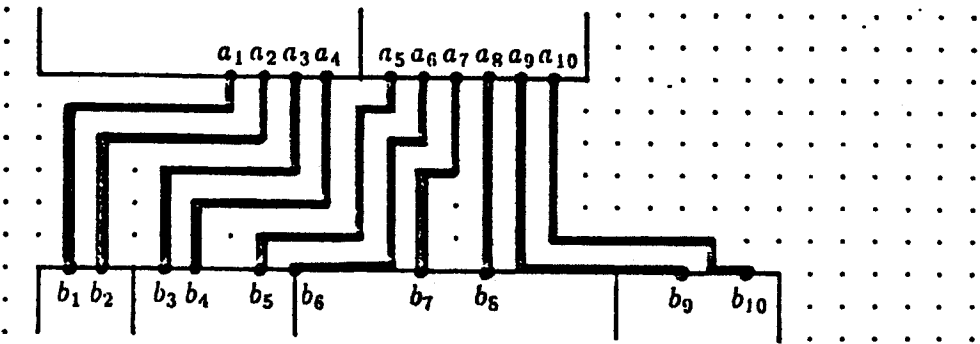 a₁ a₂ a₃ a₄ a₅ a₆ a₇ a₈ a₉ a₁₀
b₁ b₂ b₃ b₄ b₅ b₆ b₇ b₈ b₉ b₁₀